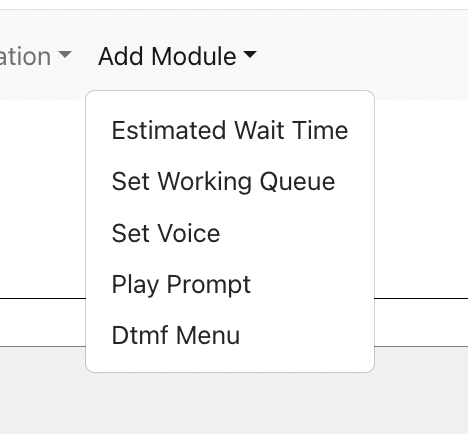 ation Add Module
Estimated Wait Time
Set Working Queue
Set Voice
Play Prompt
Dtmf Menu